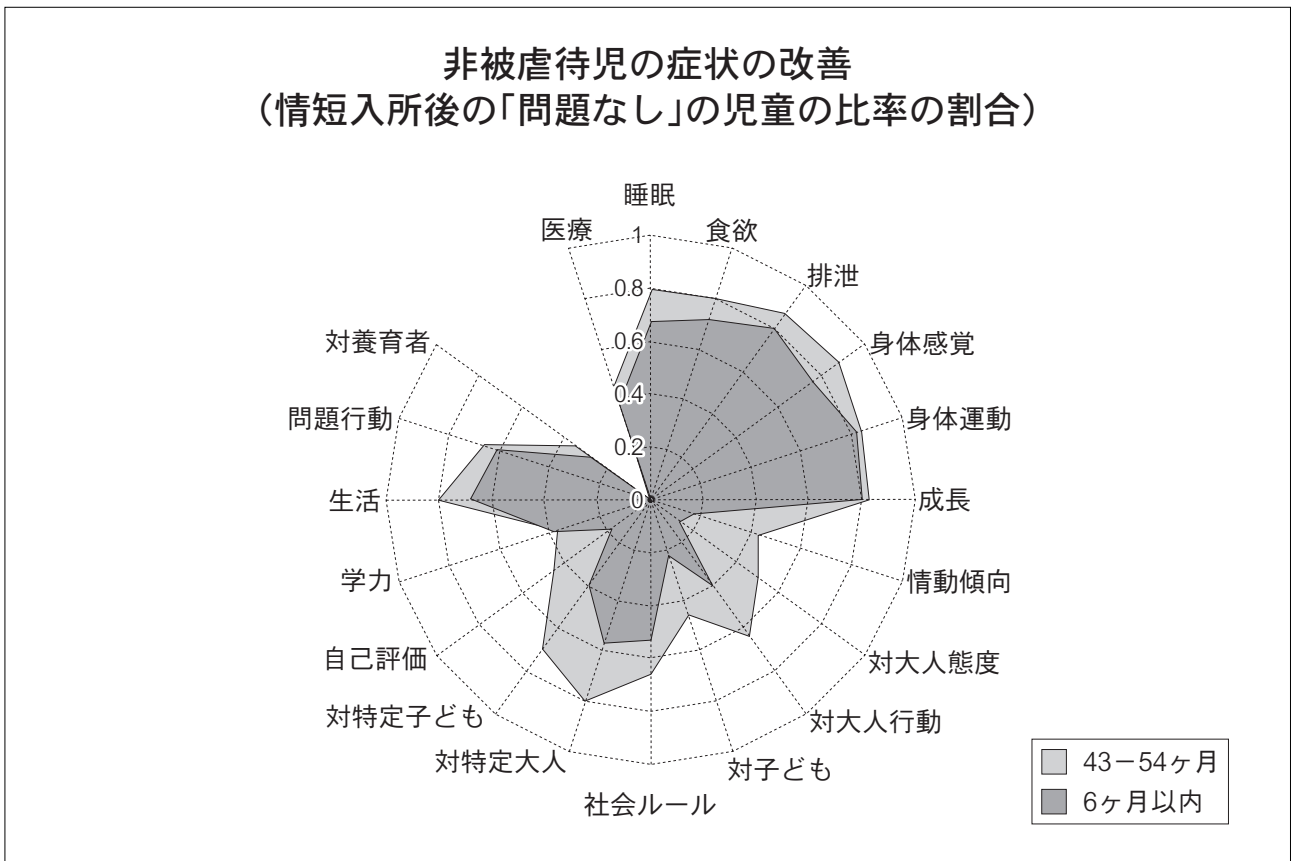 非被虐待児の症状の改善
（情短入所後の「問題なし」の児童の比率の割合）
睡眠
食欲
排泄
身体感覚
身体運動
成長
情動傾向
対大人態度
対大人行動
対子ども
社会ルール
対特定大人
対特定子ども
自己評価
学力
生活
問題行動
対養育者
医療
1
0.8
0.6
0.4
0.2
0
43－54ヶ月
6ヶ月以内